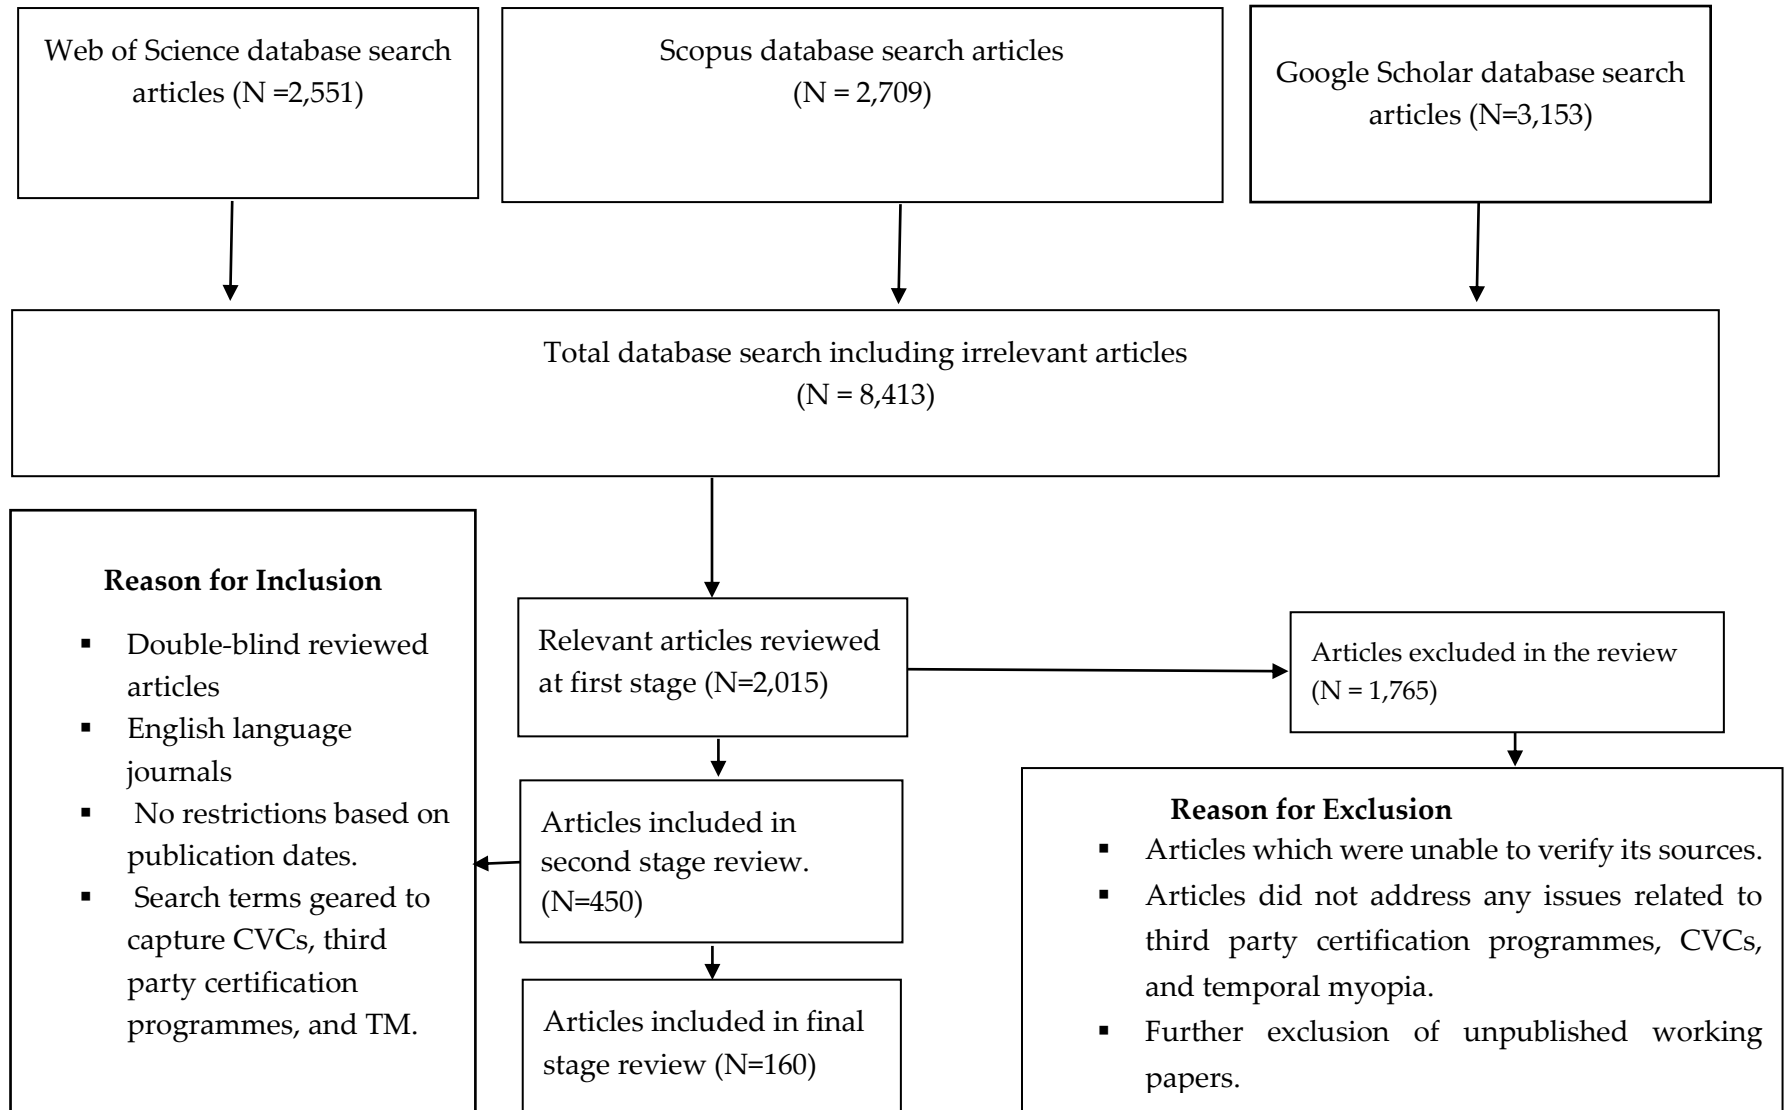 Web of Science database search
articles (N =2,551)
Scopus database search articles
(N = 2,709)
Google Scholar database search
articles (N=3,153)
Total database search including irrelevant articles
(N = 8,413)
Reason for Inclusion
▪ Double-blind reviewed
articles
▪ English language
journals
▪ No restrictions based on
publication dates.
▪ Search terms geared to
capture CVCs, third
party certification
programmes, and TM.
Relevant articles reviewed
at first stage (N=2,015)
Articles excluded in the review
(N = 1,765)
Articles included in
second stage review.
(N=450)
Articles included in final
stage review (N=160)
Reason for Exclusion
▪ Articles which were unable to verify its sources.
▪ Articles did not address any issues related to
third party certification programmes, CVCs,
and temporal myopia.
▪ Further exclusion of unpublished working
papers.